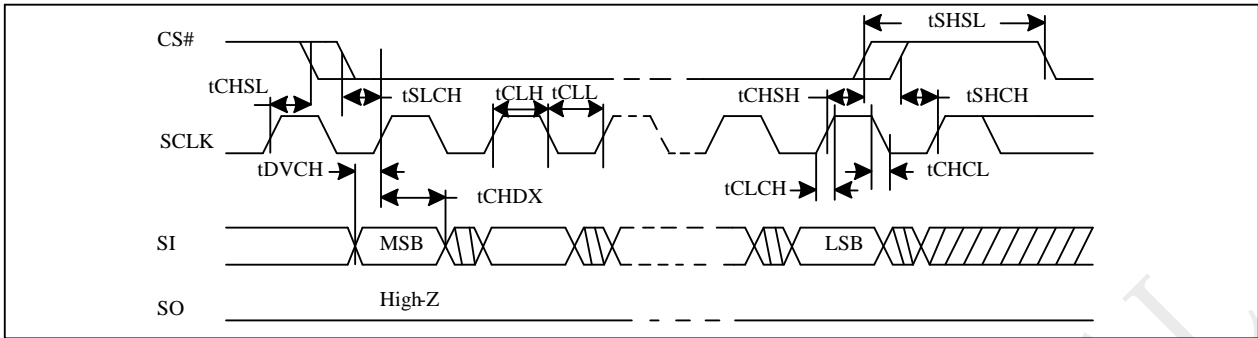 tSHSL
CS#
tCHSL
tSLCH
tCLH
tCLL
tCHSH
tSHCH
SCLK
tDVCH
tCHDX
tCLCH
tCHCL
SI
MSB
LSB
SO
High-Z